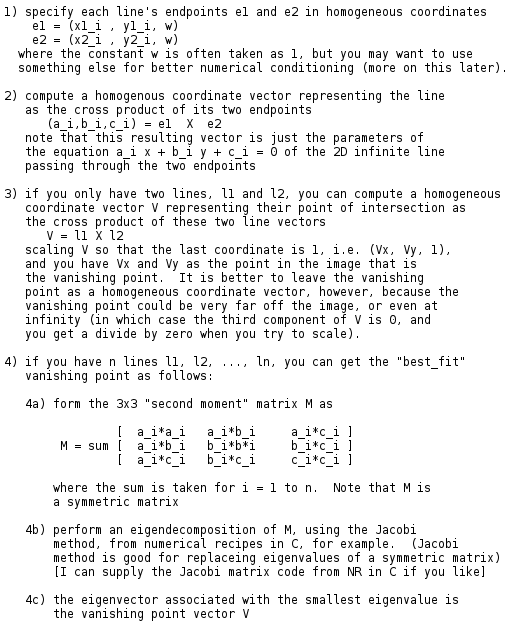 1) specify each line's endpoints e1 and e2 in homogeneous coordinates
e1 = (x1_i , y1_i, w)
e2 = (x2_i , y2_i, w)
where the constant w is often taken as 1, but you may want to use
something else for better numerical conditioning (more on this later).
2) compute a homogenous coordinate vector representing the line
as the cross product of its two endpoints
(a_i,b_i,c_i) = e1 X e2
note that this resulting vector is just the parameters of
the equation a_i x + b_i y + c_i = 0 of the 2D infinite line
passing through the two endpoints
3) if you only have two lines, l1 and l2, you can compute a homogeneous
coordinate vector V representing their point of intersection as
the cross product of these two line vectors
V = l1 X l2
scaling V so that the last coordinate is 1, i.e. (Vx, Vy, 1),
and you have Vx and Vy as the point in the image that is
the vanishing point. It is better to leave the vanishing
point as a homogeneous coordinate vector, however, because the
vanishing point could be very far off the image, or even at
infinity (in which case the third component of V is 0, and
you get a divide by zero when you try to scale).
4) if you have n lines l1, l2, ..., ln, you can get the "best_fit"
vanishing point as follows:
4a) form the 3x3 "second moment" matrix M as
[ a_i*a_i a_i*b_i a_i*c_i ]
M = sum [ a_i*b_i b_i*b*i b_i*c_i ]
[ a_i*c_i b_i*c_i c_i*c_i ]
where the sum is taken for i = 1 to n. Note that M is
a symmetric matrix
4b) perform an eigendecomposition of M, using the Jacobi
method, from numerical recipes in C, for example. (Jacobi
method is good for replaceing eigenvalues of a symmetric matrix)
[I can supply the Jacobi matrix code from NR in C if you like]
4c) the eigenvector associated with the smallest eigenvalue is
the vanishing point vector V